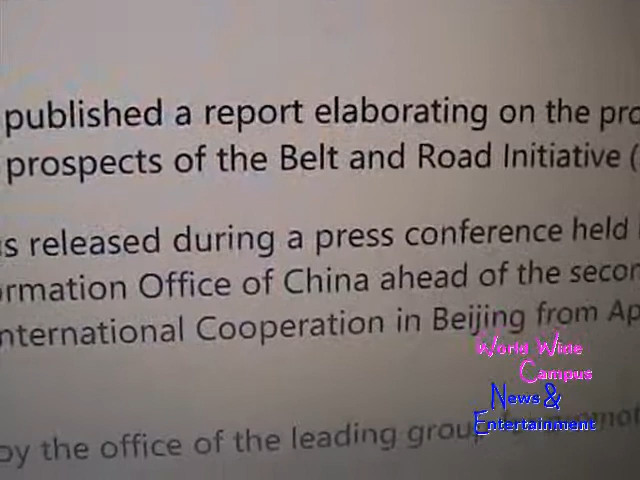 published a report elaborating on the pro
prospects of the Belt and Road Initiative (
s released during a press conference held
ormation Office of China ahead of the secon
nternational Cooperation in Beijing from Ap
by the office of the leading group
World Wide
Campus
News &
Entertainment